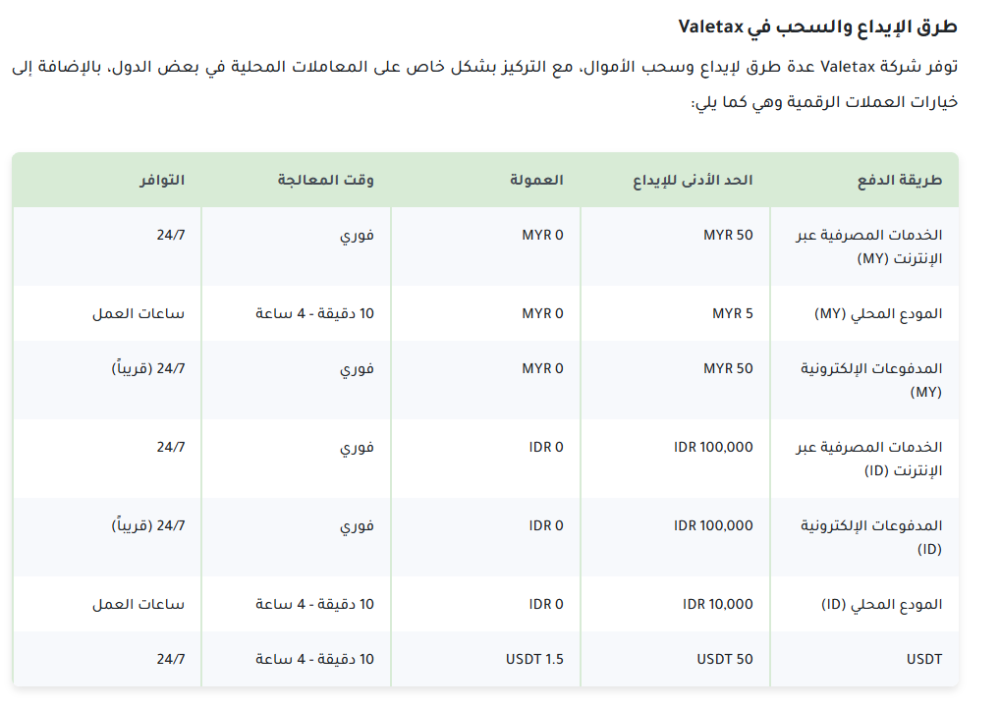 طرق الإيداع والسحب في Valetax
توفر شركة Valetax عدة طرق لإيداع وسحب الأموال، مع التركيز بشكل خاص على المعاملات المحلية في بعض الدول، بالإضافة إلى
خيارات العملات الرقمية وهي كما يلي:
طريقة الدفع الحد الأدنى للإيداع العمولة وقت المعالجة التوافر
الخدمات المصرفية عبر الإنترنت (MY) 50 MYR 0 MYR فوري 24/7
المودع المحلي (MY) 5 MYR 0 MYR 10 دقيقة - 4 ساعة ساعات العمل
المدفوعات الإلكترونية (MY) 50 MYR 0 MYR فوري 24/7 (قريباً)
الخدمات المصرفية عبر الإنترنت (ID) 100,000 IDR 0 IDR فوري 24/7
المدفوعات الإلكترونية (ID) 100,000 IDR 0 IDR فوري 24/7 (قريباً)
المودع المحلي (ID) 10,000 IDR 0 IDR 10 دقيقة - 4 ساعة ساعات العمل
USDT 50 USDT 1.5 USDT 10 دقيقة - 4 ساعة 24/7